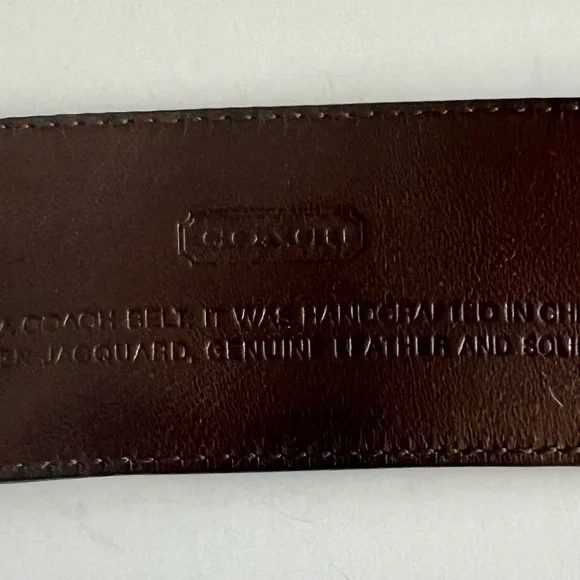 COACH
A COACH BELT. IT WAS HANDCRAFTED IN
JACQUARD, GENUINE LEATHER AND